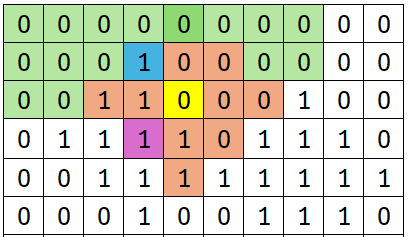 0 0 0 0 0 0 0 0 0 0
0 0 0 1 0 0 0 0 0 0
0 0 1 1 0 0 0 1 0 0
0 1 1 1 1 0 1 1 1 0
0 0 1 1 1 1 1 1 1 1
0 0 0 1 0 0 1 1 1 0